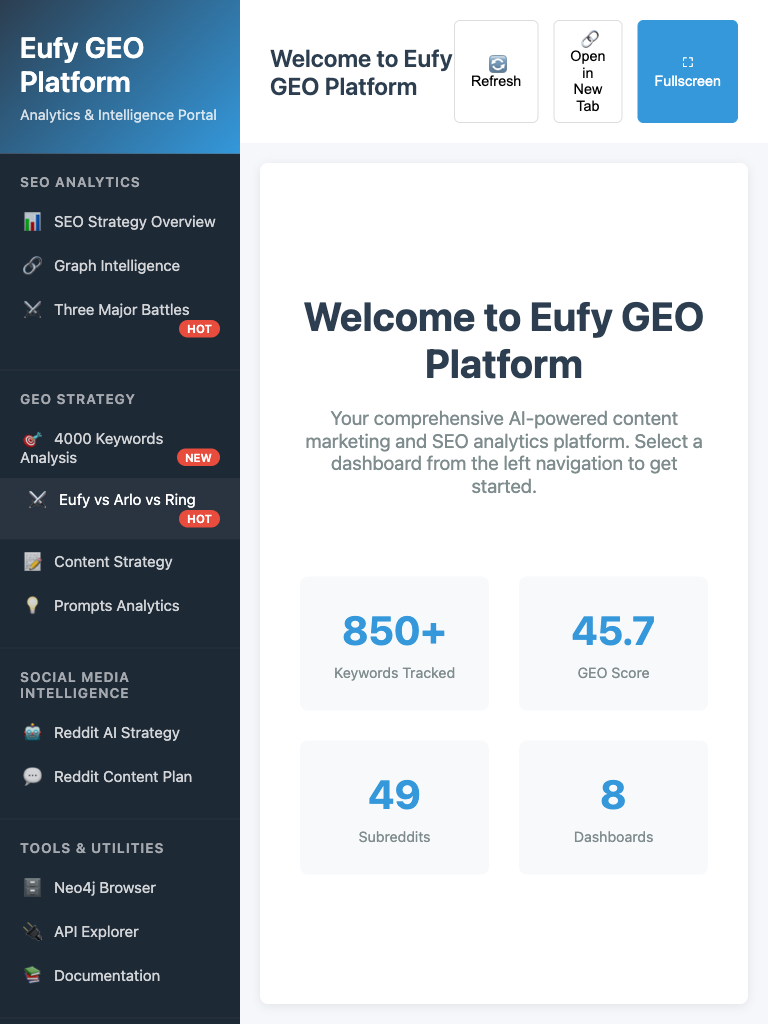 Eufy GEO
Platform
Analytics & Intelligence Portal
SEO ANALYTICS
SEO Strategy Overview
Graph Intelligence
Three Major Battles
HOT
GEO STRATEGY
4000 Keywords
Analysis
NEW
Eufy vs Arlo vs Ring
HOT
Content Strategy
Prompts Analytics
SOCIAL MEDIA
INTELLIGENCE
Reddit AI Strategy
Reddit Content Plan
TOOLS & UTILITIES
Neo4j Browser
API Explorer
Documentation
Welcome to Eufy
GEO Platform
Refresh
Open
in
New
Tab
Fullscreen
Welcome to Eufy GEO
Platform
Your comprehensive AI-powered content
marketing and SEO analytics platform. Select a
dashboard from the left navigation to get
started.
850+
Keywords Tracked
45.7
GEO Score
49
Subreddits
8
Dashboards